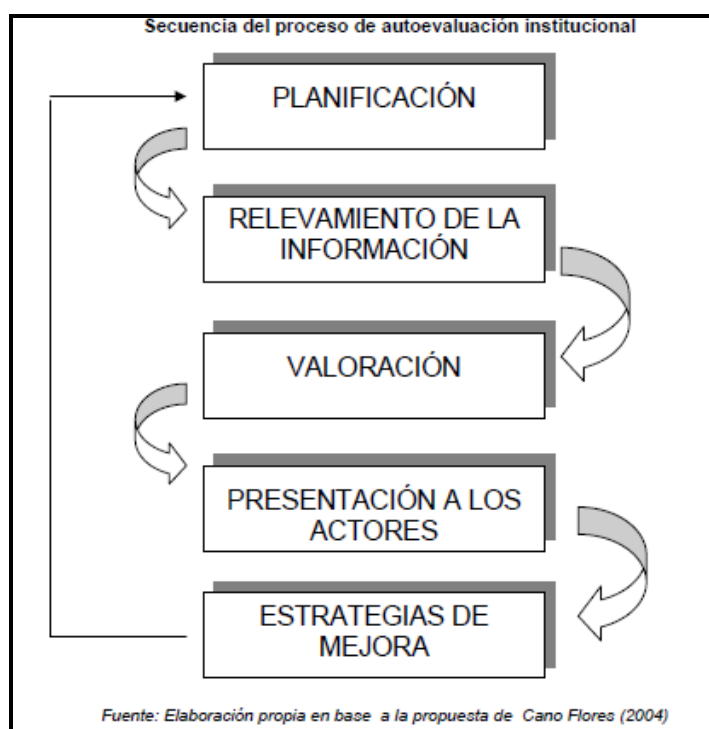 Secuencia del proceso de autoevaluación institucional
PLANIFICACIÓN
RELEVAMIENTO DE LA
INFORMACIÓN
VALORACIÓN
PRESENTACIÓN A LOS
ACTORES
ESTRATEGIAS DE
MEJORA
Fuente: Elaboración propia en base a la propuesta de Cano Flores (2004)